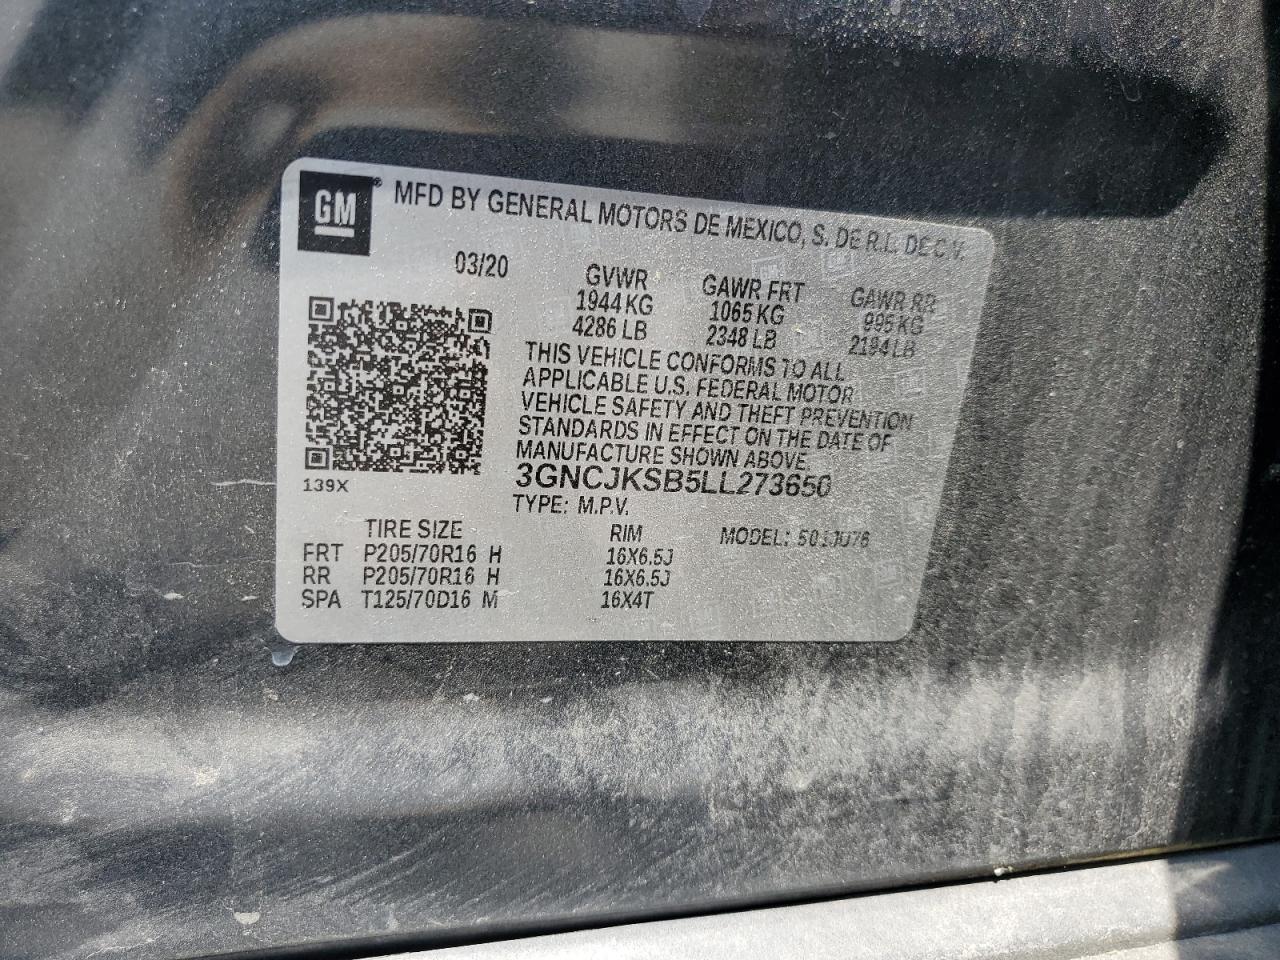 GM
MFD BY GENERAL MOTORS DE MEXICO, S. DE R.L. DE C.V.
03/20
GVWR GAWR FRT GAWR RR
1944 KG 1065 KG 995 KG
4286 LB 2348 LB 2194 LB
THIS VEHICLE CONFORMS TO ALL
APPLICABLE U.S. FEDERAL MOTOR
VEHICLE SAFETY AND THEFT PREVENTION
STANDARDS IN EFFECT ON THE DATE OF
MANUFACTURE SHOWN ABOVE.
3GNCJKSB5LL273650
139X
TYPE: M.P.V.
TIRE SIZE RIM MODEL: 501JU76
FRT P205/70R16 H 16X6.5J
RR P205/70R16 H 16X6.5J
SPA T125/70D16 M 16X4T